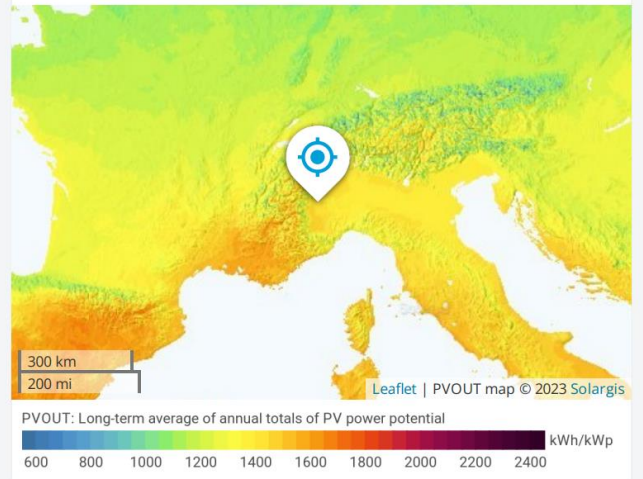 300 km
200 mi
Leaflet | PVOUT map © 2023 Solargis
PVOUT: Long-term average of annual totals of PV power potential
kWh/kWp
600 800 1000 1200 1400 1600 1800 2000 2200 2400